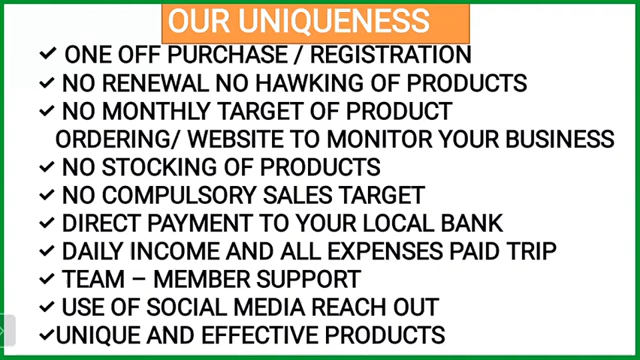 OUR UNIQUENESS
✓ ONE OFF PURCHASE / REGISTRATION
✓ NO RENEWAL NO HAWKING OF PRODUCTS
✓ NO MONTHLY TARGET OF PRODUCT
ORDERING/ WEBSITE TO MONITOR YOUR BUSINESS
✓ NO STOCKING OF PRODUCTS
✓ NO COMPULSORY SALES TARGET
✓ DIRECT PAYMENT TO YOUR LOCAL BANK
✓ DAILY INCOME AND ALL EXPENSES PAID TRIP
✓ TEAM – MEMBER SUPPORT
✓ USE OF SOCIAL MEDIA REACH OUT
✓UNIQUE AND EFFECTIVE PRODUCTS